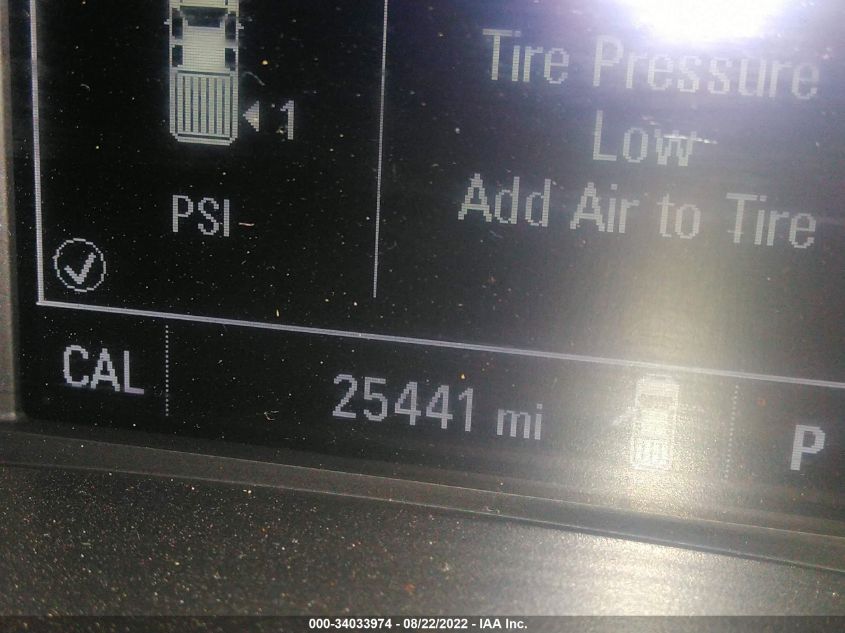 Tire Pressure
Low
Add Air to Tire
1
PSI
CAL
25441 mi
P
000-34033974 - 08/22/2022 - IAA Inc.